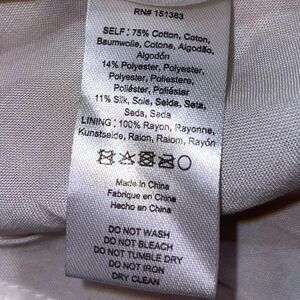 RN# 151383
SELF : 75% Cotton, Coton,
Baumwolle, Cotone, Algodão,
Algodón
14% Polyester, Polyester,
Polyester, Poliestere,
Poliéster, Poliéster
11% Silk, Soie, Seide, Seta,
Seda, Seda
LINING : 100% Rayon, Rayonne,
Kunstseide, Raion, Raiom, Rayón
Made in China
Fabriqué en Chine
Hecho en China
DO NOT WASH
DO NOT BLEACH
DO NOT TUMBLE DRY
DO NOT IRON
DRY CLEAN